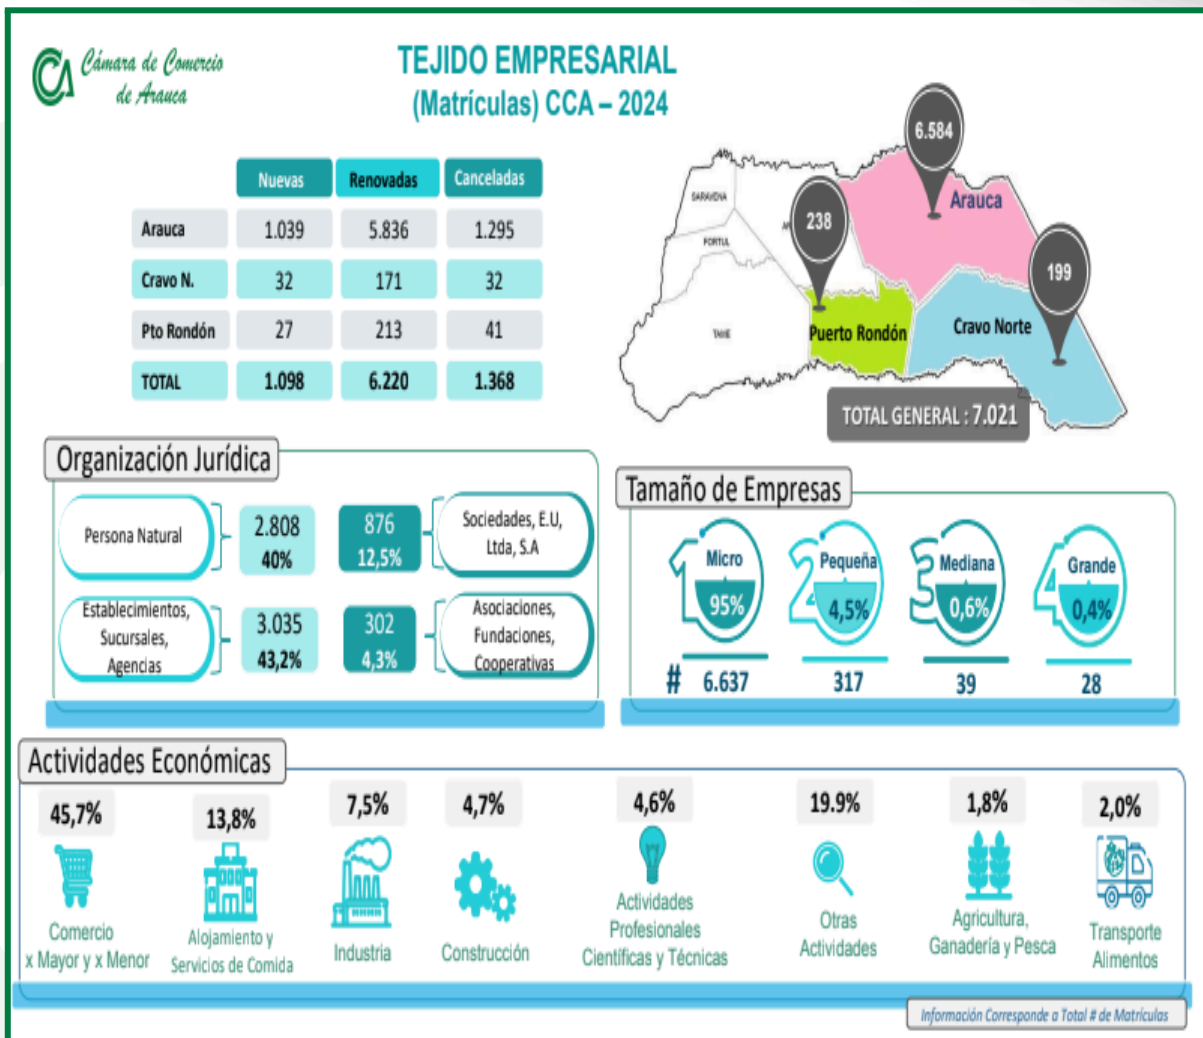 Cámara de Comercio
de Arauca
TEJIDO EMPRESARIAL
(Matrículas) CCA – 2024
Nuevas Renovadas Canceladas
Arauca 1.039 5.836 1.295
Cravo N. 32 171 32
Pto Rondón 27 213 41
TOTAL 1.098 6.220 1.368
6.584
238
199
SARAVENA
FORTUL
TAME
Arauca
Puerto Rondón
Cravo Norte
TOTAL GENERAL : 7.021
Organización Jurídica
Persona Natural
2.808
40%
876
12,5%
Sociedades, E.U,
Ltda, S.A
Establecimientos,
Sucursales,
Agencias
3.035
43,2%
302
4,3%
Asociaciones,
Fundaciones,
Cooperativas
Tamaño de Empresas
1 Micro 95%
2 Pequeña 4,5%
3 Mediana 0,6%
4 Grande 0,4%
# 6.637 317 39 28
Actividades Económicas
45,7%
Comercio
x Mayor y x Menor
13,8%
Alojamiento y
Servicios de Comida
7,5%
Industria
4,7%
Construcción
4,6%
Actividades
Profesionales
Científicas y Técnicas
19.9%
Otras
Actividades
1,8%
Agricultura,
Ganadería y Pesca
2,0%
Transporte
Alimentos
Información Corresponde a Total # de Matrículas